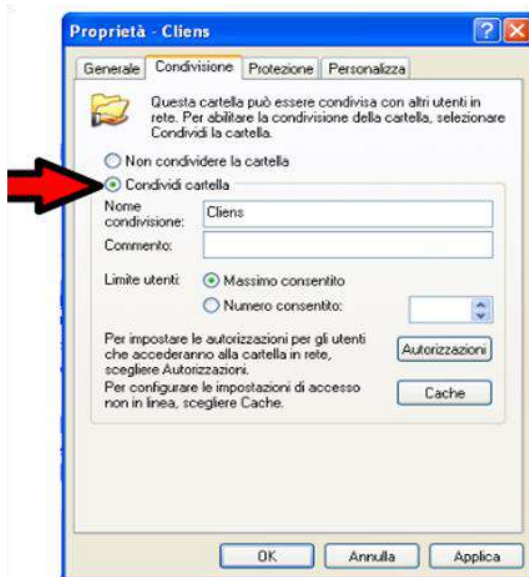 Proprietà - Cliens
Generale Condivisione Protezione Personalizza
Questa cartella può essere condivisa con altri utenti in
rete. Per abilitare la condivisione della cartella, selezionare
Condividi la cartella.
Non condividere la cartella
Condividi cartella
Nome
condivisione:
Cliens
Commento:
Limite utenti:
Massimo consentito
Numero consentito:
Per impostare le autorizzazioni per gli utenti
che accederanno alla cartella in rete,
scegliere Autorizzazioni.
Autorizzazioni
Per configurare le impostazioni di accesso
non in linea, scegliere Cache.
Cache
OK Annulla Applica